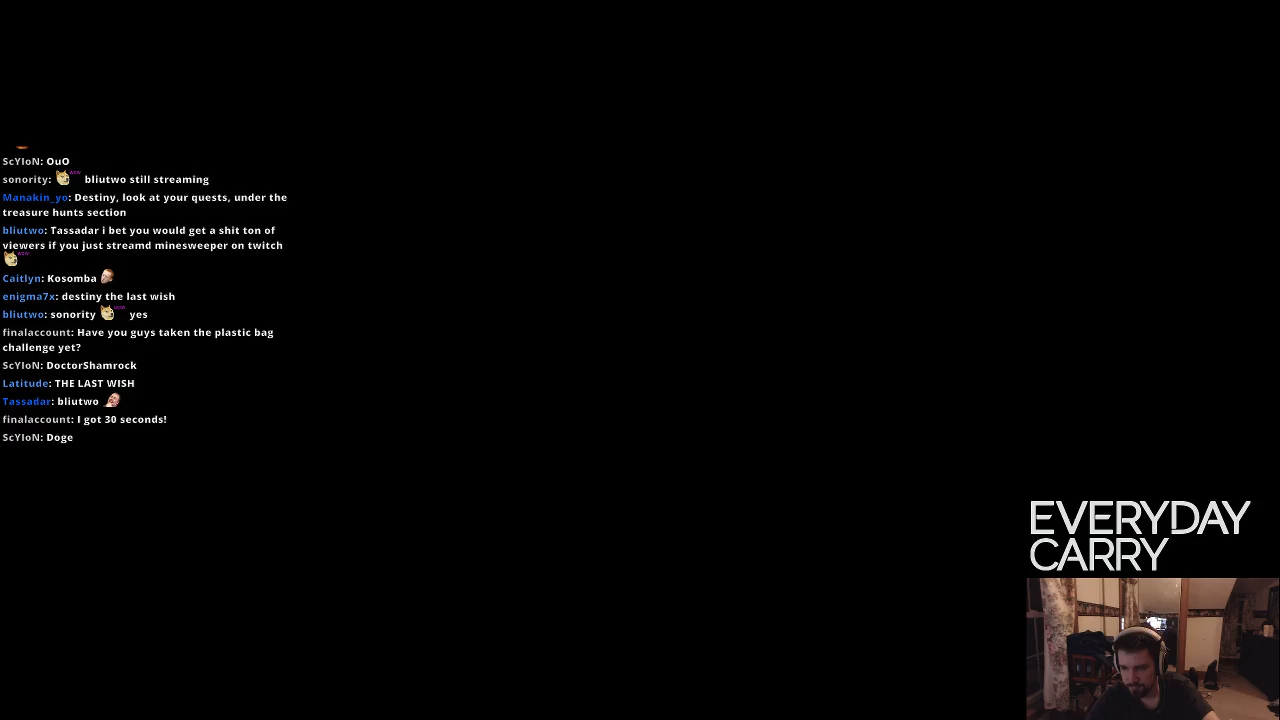 ScYIoN: OuO
sonority: bliutwo still streaming
Manakin_yo: Destiny, look at your quests, under the
treasure hunts section
bliutwo: Tassadar i bet you would get a shit ton of
viewers if you just streamd minesweeper on twitch
Caitlyn: Kosomba
enigma7x: destiny the last wish
bliutwo: sonority yes
finalaccount: Have you guys taken the plastic bag
challenge yet?
ScYIoN: DoctorShamrock
Latitude: THE LAST WISH
Tassadar: bliutwo
finalaccount: I got 30 seconds!
ScYIoN: Doge
EVERYDAY
CARRY